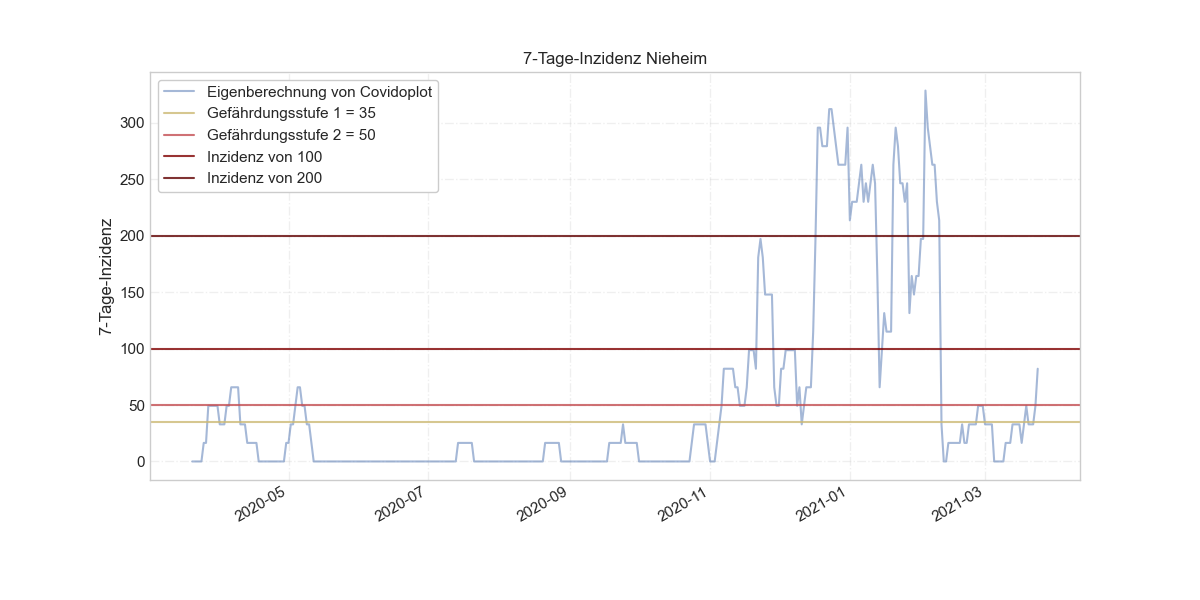 7-Tage-Inzidenz Nieheim
Eigenberechnung von Covidoplot
Gefährdungsstufe 1 = 35
Gefährdungsstufe 2 = 50
Inzidenz von 100
Inzidenz von 200
7-Tage-Inzidenz
300
250
200
150
100
50
0
2020-05
2020-07
2020-09
2020-11
2021-01
2021-03